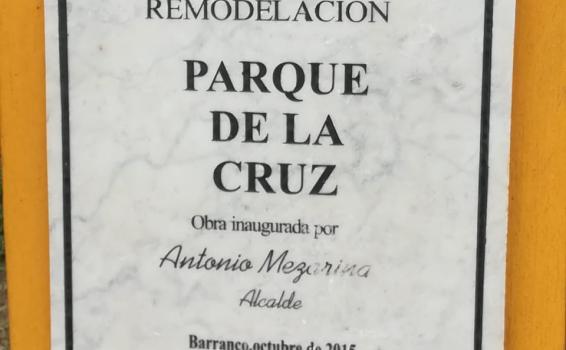 REMODELACION
PARQUE
DE LA
CRUZ
Obra inaugurada por
Antonio Mezarina
Alcalde
Barranco, octubre de 2015